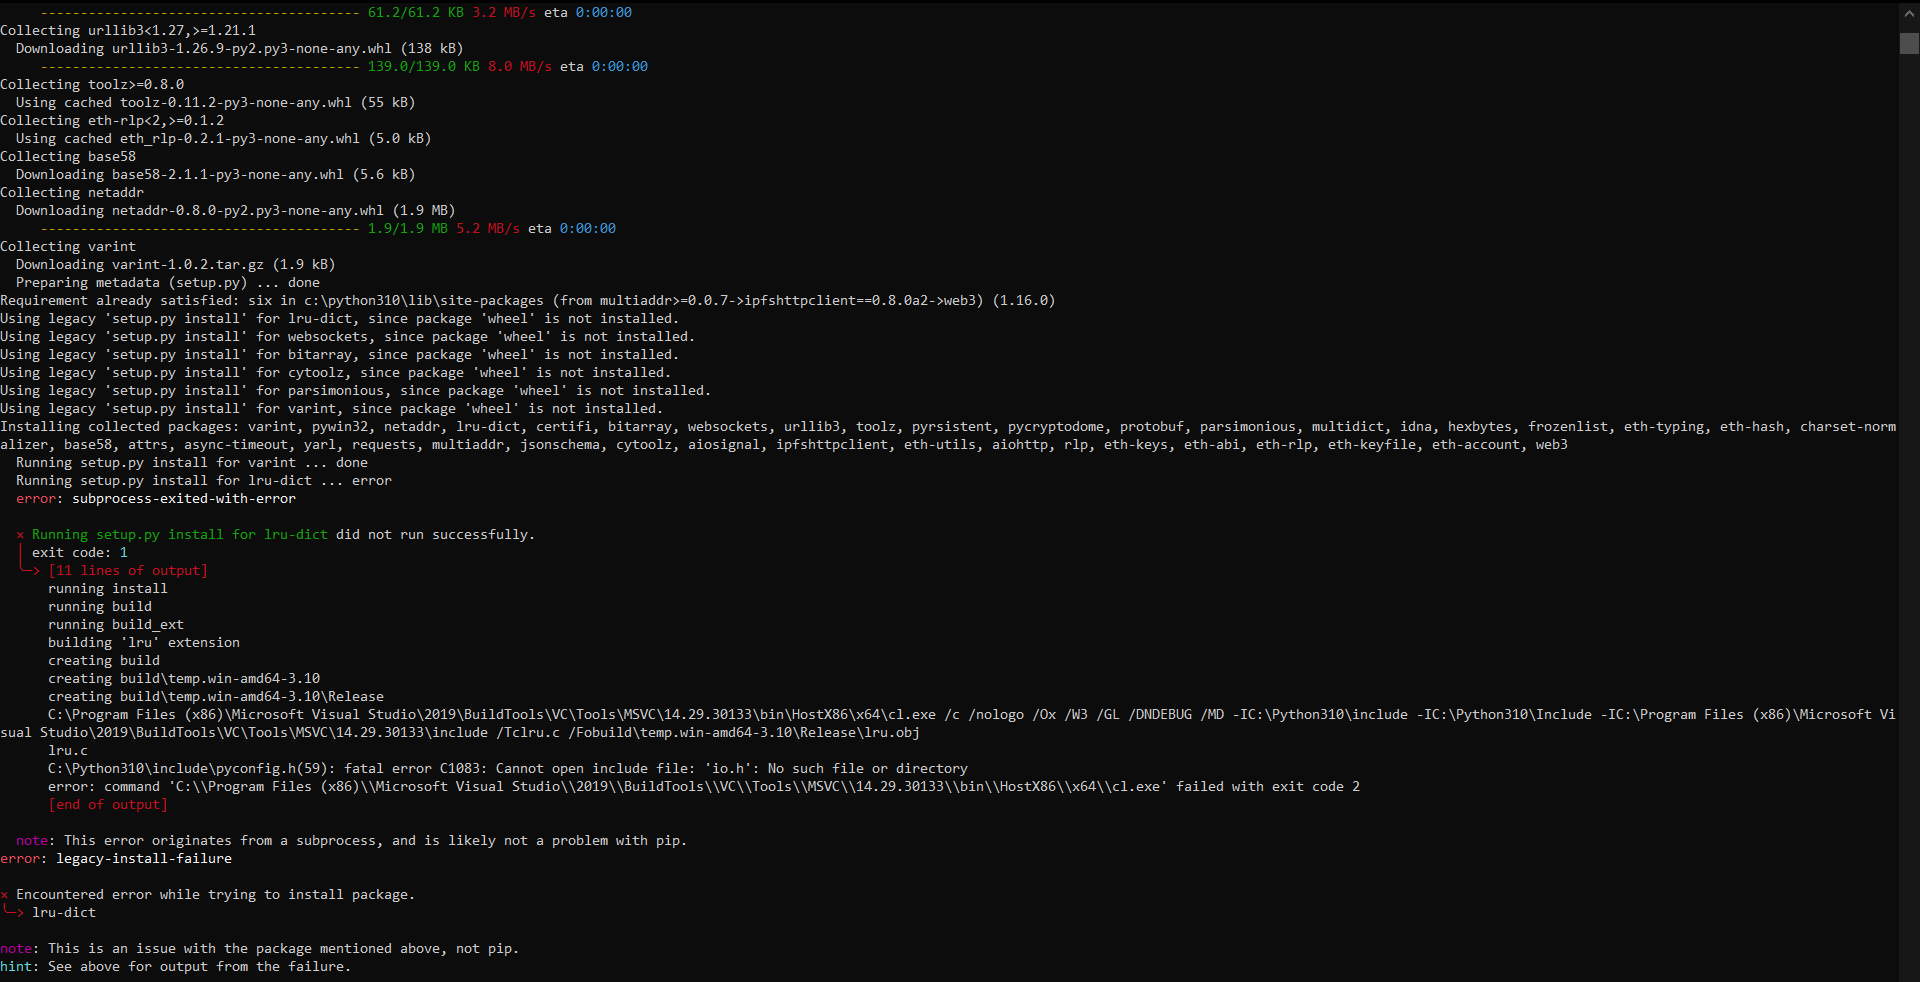 ---------------------------------------- 61.2/61.2 KB 3.2 MB/s eta 0:00:00
Collecting urllib3<1.27,>=1.21.1
Downloading urllib3-1.26.9-py2.py3-none-any.whl (138 kB)
---------------------------------------- 139.0/139.0 KB 8.0 MB/s eta 0:00:00
Collecting toolz>=0.8.0
Using cached toolz-0.11.2-py3-none-any.whl (55 kB)
Collecting eth-rlp<2,>=0.1.2
Using cached eth_rlp-0.2.1-py3-none-any.whl (5.0 kB)
Collecting base58
Downloading base58-2.1.1-py3-none-any.whl (5.6 kB)
Collecting netaddr
Downloading netaddr-0.8.0-py2.py3-none-any.whl (1.9 MB)
---------------------------------------- 1.9/1.9 MB 5.2 MB/s eta 0:00:00
Collecting varint
Downloading varint-1.0.2.tar.gz (1.9 kB)
Preparing metadata (setup.py) ... done
Requirement already satisfied: six in c:\python310\lib\site-packages (from multiaddr>=0.0.7->ipfshttpclient==0.8.0a2->web3) (1.16.0)
Using legacy 'setup.py install' for lru-dict, since package 'wheel' is not installed.
Using legacy 'setup.py install' for websockets, since package 'wheel' is not installed.
Using legacy 'setup.py install' for bitarray, since package 'wheel' is not installed.
Using legacy 'setup.py install' for cytoolz, since package 'wheel' is not installed.
Using legacy 'setup.py install' for parsimonious, since package 'wheel' is not installed.
Using legacy 'setup.py install' for varint, since package 'wheel' is not installed.
Installing collected packages: varint, pywin32, netaddr, lru-dict, certifi, bitarray, websockets, urllib3, toolz, pyrsistent, pycryptodome, protobuf, parsimonious, multidict, idna, hexbytes, frozenlist, eth-typing, eth-hash, charset-norm
alizer, base58, attrs, async-timeout, yarl, requests, multiaddr, jsonschema, cytoolz, aiosignal, ipfshttpclient, eth-utils, aiohttp, rlp, eth-keys, eth-abi, eth-rlp, eth-keyfile, eth-account, web3
Running setup.py install for varint ... done
Running setup.py install for lru-dict ... error
error: subprocess-exited-with-error
× Running setup.py install for lru-dict did not run successfully.
│ exit code: 1
╰─> [11 lines of output]
running install
running build
running build_ext
building 'lru' extension
creating build
creating build\temp.win-amd64-3.10
creating build\temp.win-amd64-3.10\Release
C:\Program Files (x86)\Microsoft Visual Studio\2019\BuildTools\VC\Tools\MSVC\14.29.30133\bin\HostX86\x64\cl.exe /c /nologo /Ox /W3 /GL /DNDEBUG /MD -IC:\Python310\include -IC:\Python310\Include -IC:\Program Files (x86)\Microsoft Vi
sual Studio\2019\BuildTools\VC\Tools\MSVC\14.29.30133\include /Tclru.c /Fobuild\temp.win-amd64-3.10\Release\lru.obj
lru.c
C:\Python310\include\pyconfig.h(59): fatal error C1083: Cannot open include file: 'io.h': No such file or directory
error: command 'C:\\Program Files (x86)\\Microsoft Visual Studio\\2019\\BuildTools\\VC\\Tools\\MSVC\\14.29.30133\\bin\\HostX86\\x64\\cl.exe' failed with exit code 2
[end of output]
note: This error originates from a subprocess, and is likely not a problem with pip.
error: legacy-install-failure
× Encountered error while trying to install package.
╰─> lru-dict
note: This is an issue with the package mentioned above, not pip.
hint: See above for output from the failure.